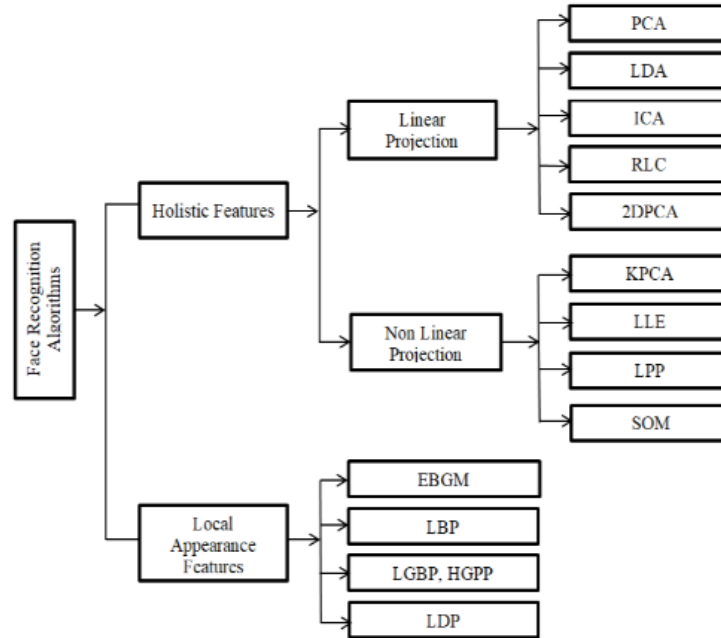 Face Recognition
Algorithms
Holistic Features
Linear
Projection
PCA
LDA
ICA
RLC
2DPCA
Non Linear
Projection
KPCA
LLE
LPP
SOM
Local
Appearance
Features
EBGM
LBP
LGBP, HGPP
LDP